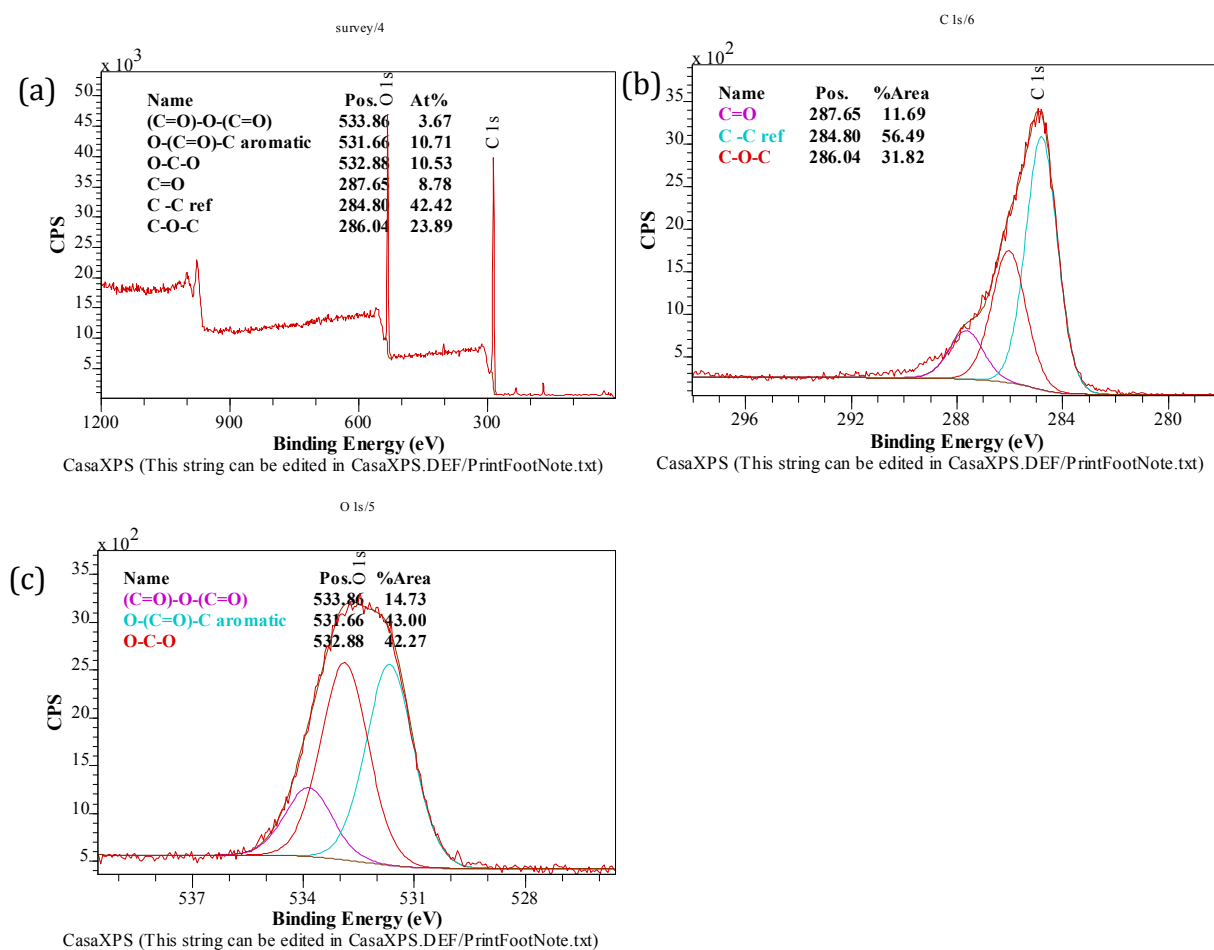 survey/4
(a)
x 10³
O 1s
C 1s
Name Pos. At%
(C=O)-O-(C=O) 533.86 3.67
O-(C=O)-C aromatic 531.66 10.71
O-C-O 532.88 10.53
C=O 287.65 8.78
C -C ref 284.80 42.42
C-O-C 286.04 23.89
50
45
40
35
30
25
20
15
10
5
CPS
1200 900 600 300
Binding Energy (eV)
CasaXPS (This string can be edited in CasaXPS.DEF/PrintFootNote.txt)
C 1s/6
(b)
x 10²
C 1s
Name Pos. %Area
C=O 287.65 11.69
C -C ref 284.80 56.49
C-O-C 286.04 31.82
35
30
25
20
15
10
5
CPS
296 292 288 284 280
Binding Energy (eV)
CasaXPS (This string can be edited in CasaXPS.DEF/PrintFootNote.txt)
O 1s/5
(c)
x 10²
O 1s
Name Pos. %Area
(C=O)-O-(C=O) 533.86 14.73
O-(C=O)-C aromatic 531.66 43.00
O-C-O 532.88 42.27
35
30
25
20
15
10
5
CPS
537 534 531 528
Binding Energy (eV)
CasaXPS (This string can be edited in CasaXPS.DEF/PrintFootNote.txt)